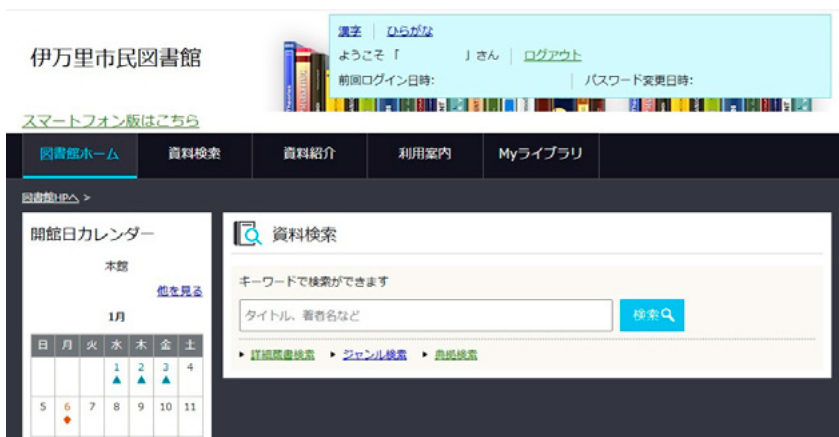 漢字 ひらがな
ようこそ「 」さん ログアウト
前回ログイン日時: パスワード変更日時:
伊万里市民図書館
スマートフォン版はこちら
図書館ホーム 資料検索 資料紹介 利用案内 Myライブラリ
図書館HPへ >
開館日カレンダー
本館
他を見る
1月
日 月 火 水 木 金 土
1 2 3 4
5 6 7 8 9 10 11
資料検索
キーワードで検索ができます
タイトル、著者名など 検索
詳細蔵書検索 ジャンル検索 典拠検索